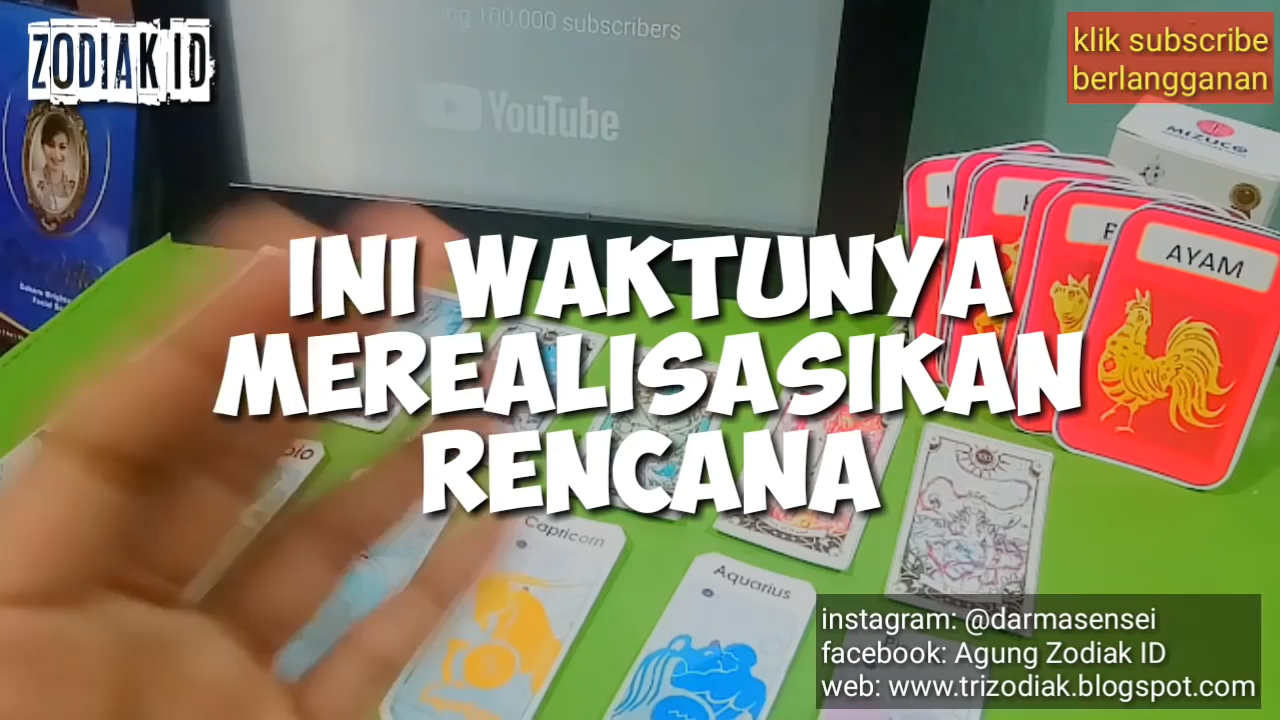 ZODIAK ID
100,000 subscribers
YouTube
klik subscribe
berlangganan
MIZUCO
AYAM
INI WAKTUNYA
MEREALISASIKAN
RENCANA
Capricorn
Aquarius
instagram: @darmasensei
facebook: Agung Zodiak ID
web: www.trizodiak.blogspot.com